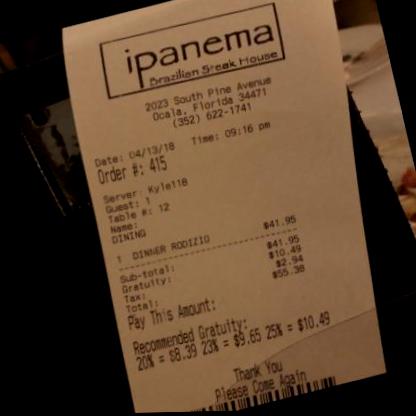 ipanema
Brazilian Steak House
2023 South Pine Avenue
Ocala, Florida 34471
(352) 622-1741
Date: 04/13/18 Time: 09:16 pm
Order #: 415
Server: Kyle118
Guest: 1
Table #: 12
Name:
DINING
1 DINNER RODIZIO $41.95
Sub-total: $41.95
Gratuity: $10.49
Tax: $2.94
Total: $55.38
Pay This Amount:
Recommended Gratuity:
20% = $8.39 23% = $9.65 25% = $10.49
Thank You
Please Come Again